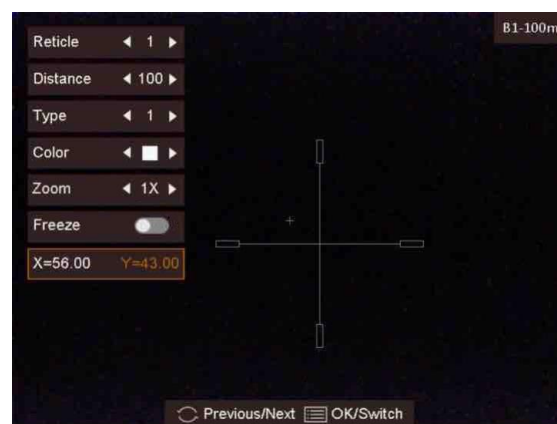 B1-100m
Reticle 1
Distance 100
Type 1
Color
Zoom 1X
Freeze
X=56.00 Y=43.00
Previous/Next OK/Switch